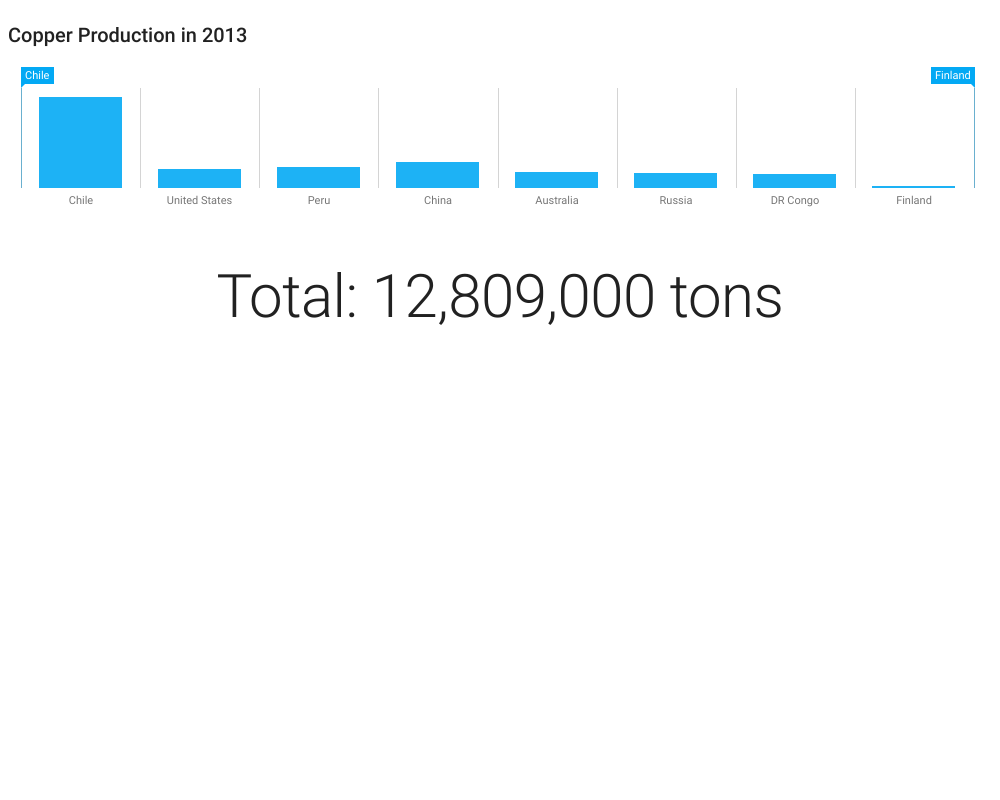 Copper Production in 2013
Chile Finland
Chile United States Peru China Australia Russia DR Congo Finland
Total: 12,809,000 tons